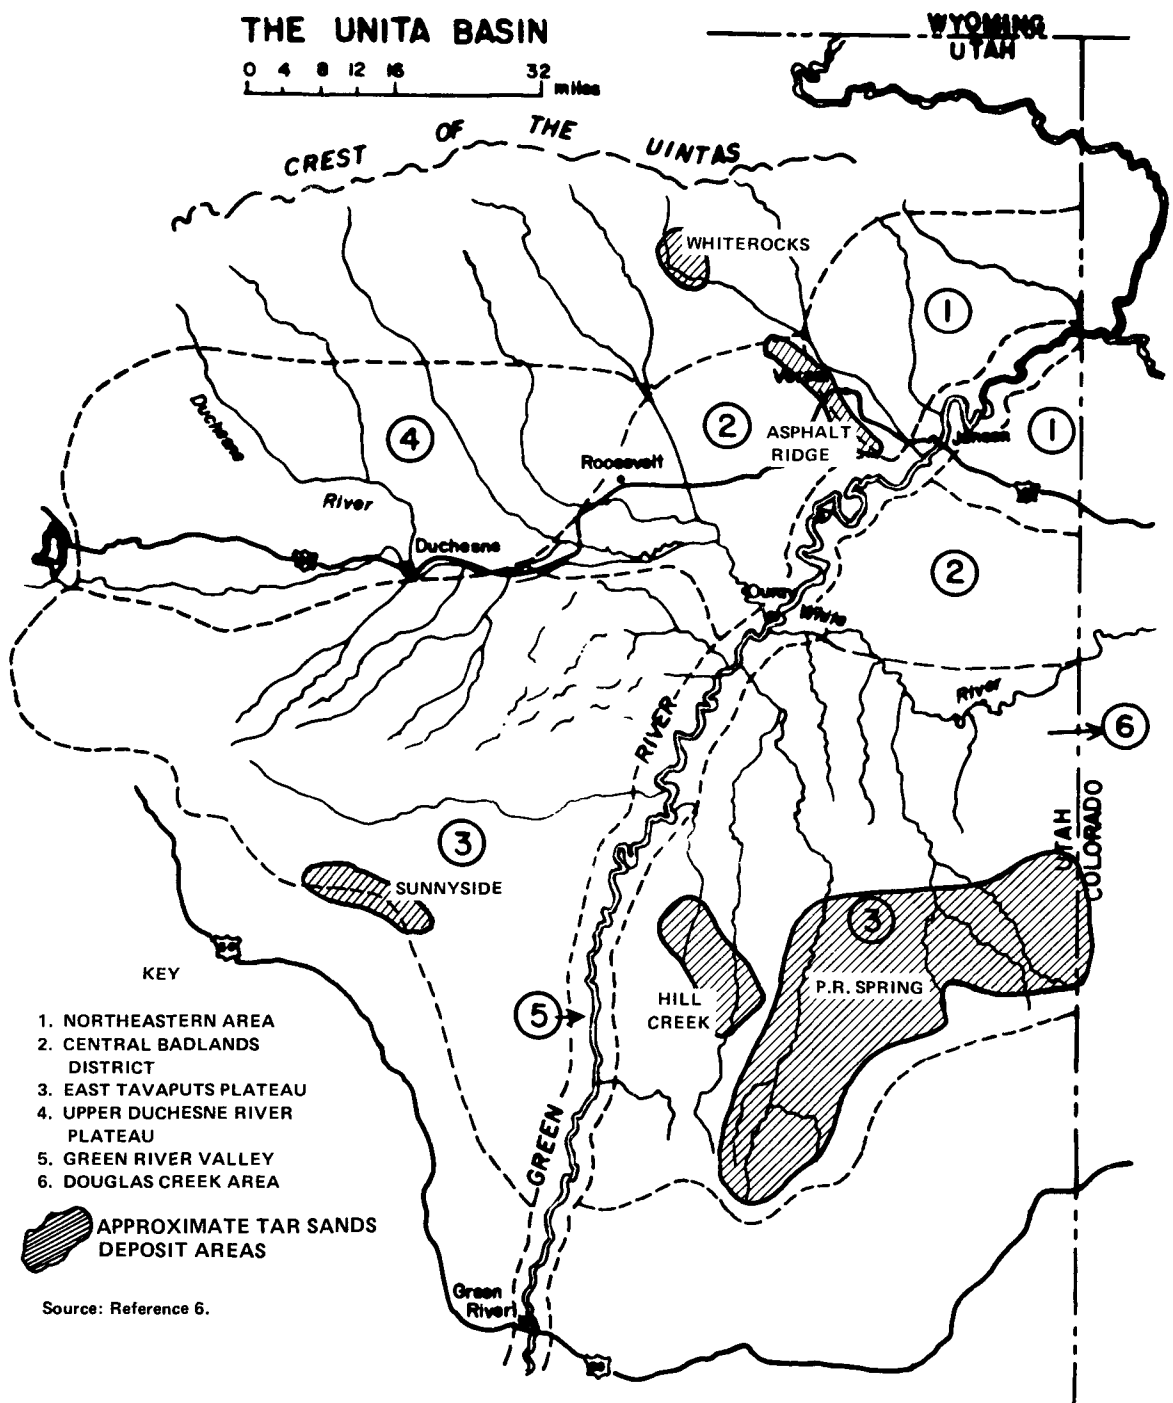 THE UNITA BASIN
0 4 8 12 16 32 miles
WYOMING
UTAH
CREST OF THE UINTAS
WHITEROCKS
1
Duchesne
River
4
2
ASPHALT
RIDGE
Jensen
1
Roosevelt
Duchesne
2
Ouray
White
River
6
RIVER
UTAH
COLORADO
3
SUNNYSIDE
3
P.R. SPRING
HILL
CREEK
5
GREEN
KEY
1. NORTHEASTERN AREA
2. CENTRAL BADLANDS
DISTRICT
3. EAST TAVAPUTS PLATEAU
4. UPPER DUCHESNE RIVER
PLATEAU
5. GREEN RIVER VALLEY
6. DOUGLAS CREEK AREA
APPROXIMATE TAR SANDS
DEPOSIT AREAS
Source: Reference 6.
Green
River